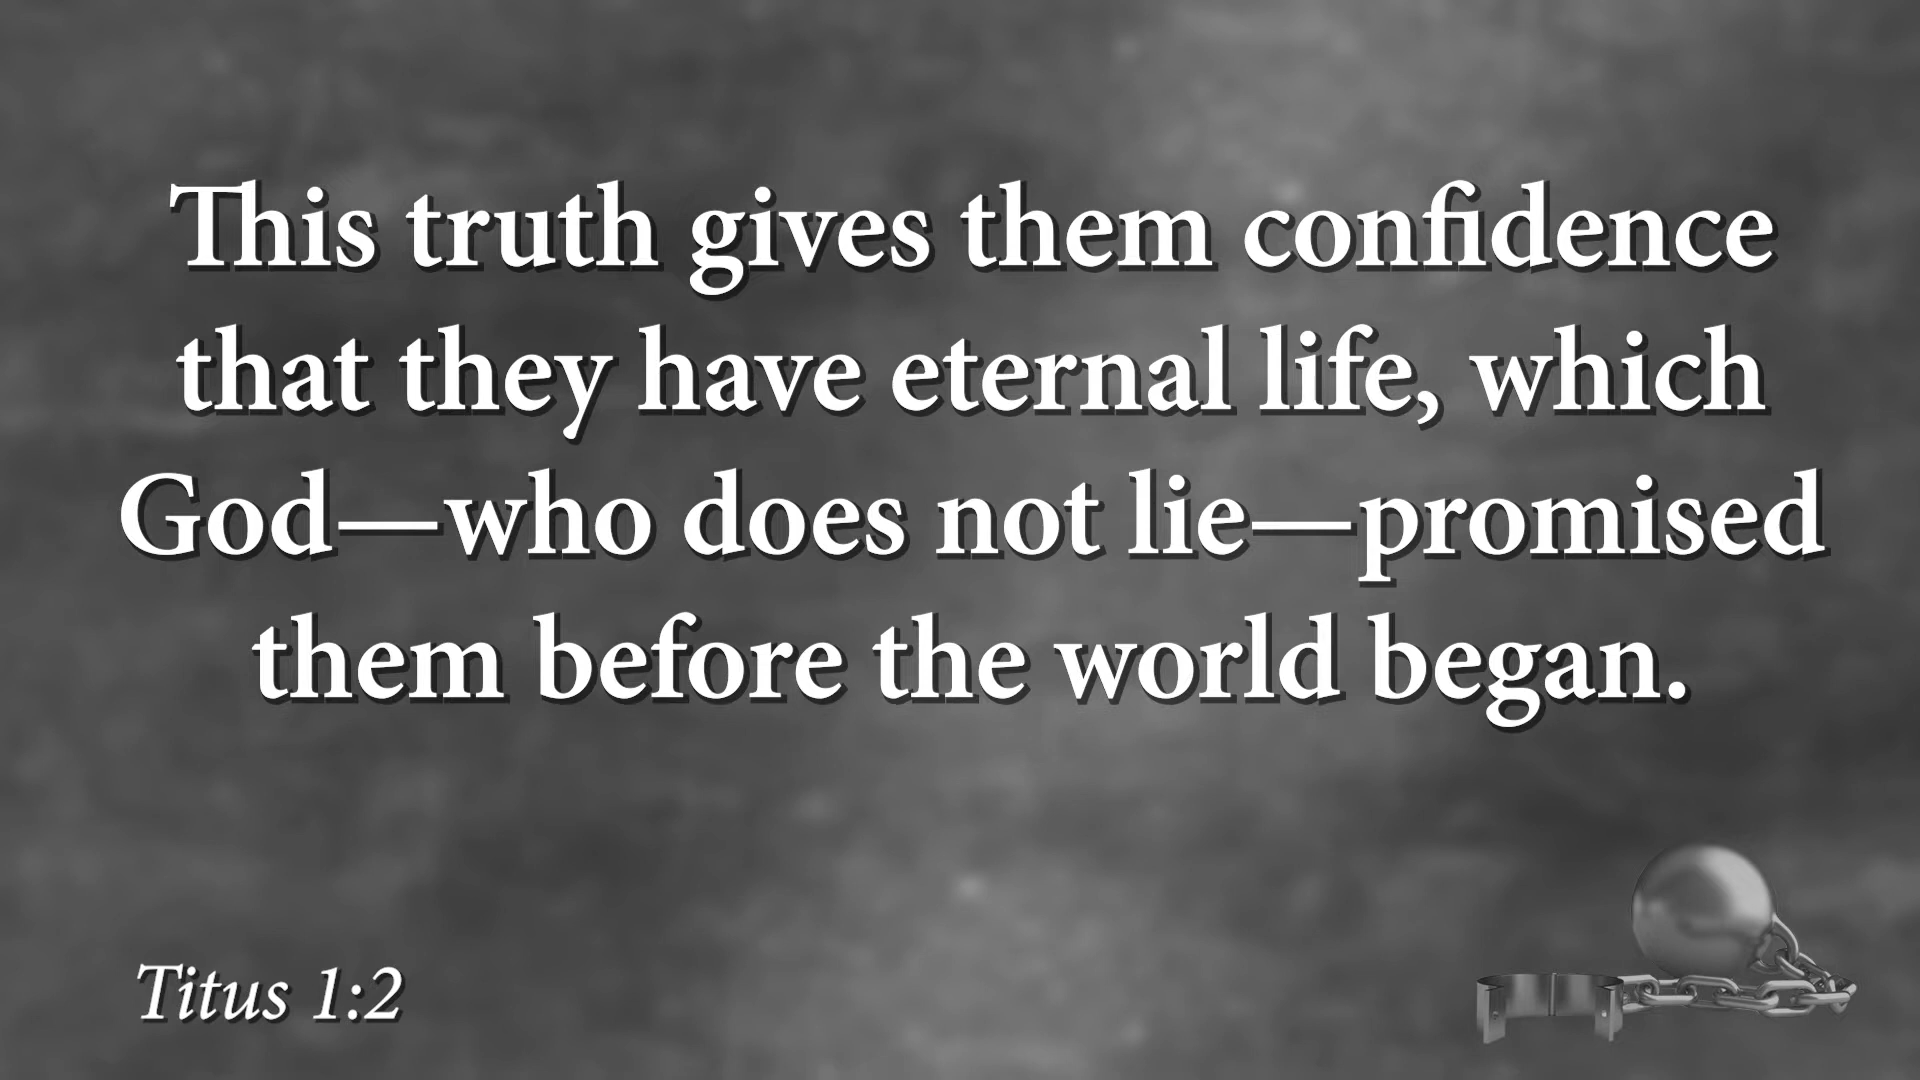 This truth gives them confidence
that they have eternal life, which
God—who does not lie—promised
them before the world began.
Titus 1:2